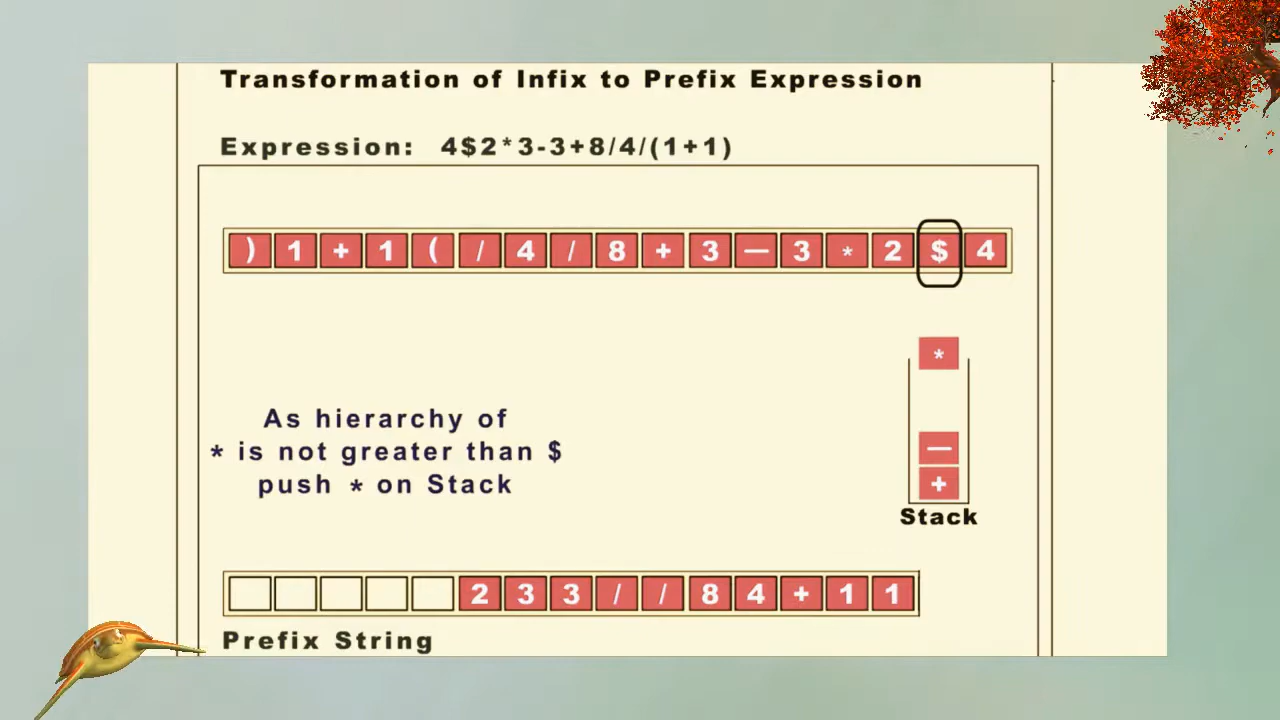 Transformation of Infix to Prefix Expression
Expression: 4$2*3-3+8/4/(1+1)
) 1 + 1 ( / 4 / 8 + 3 — 3 * 2 $ 4
*
As hierarchy of
* is not greater than $
push * on Stack
—
+
Stack
2 3 3 / / 8 4 + 1 1
Prefix String